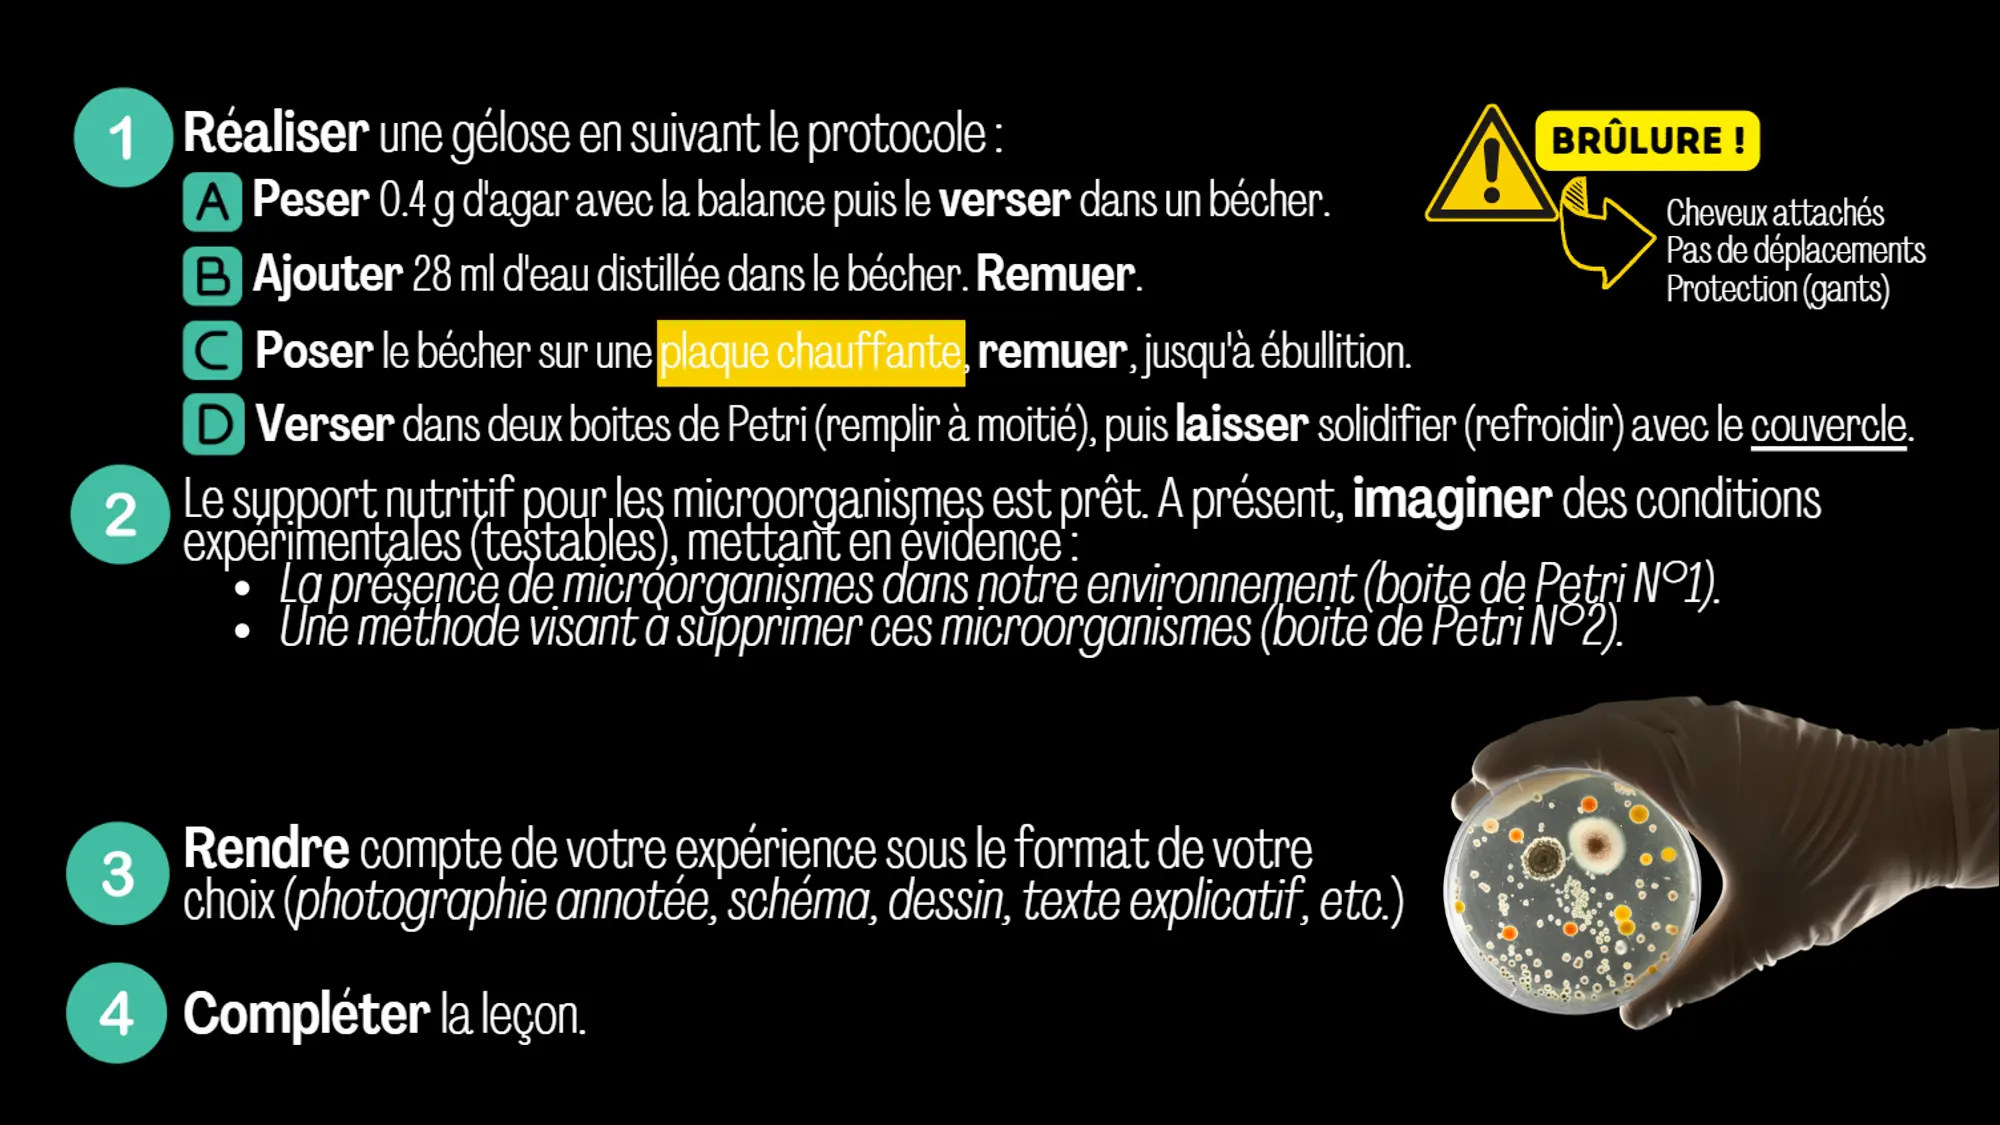 1 Réaliser une gélose en suivant le protocole :
BRÛLURE !
A Peser 0.4 g d'agar avec la balance puis le verser dans un bécher.
Cheveux attachés
Pas de déplacements
Protection (gants)
B Ajouter 28 ml d'eau distillée dans le bécher. Remuer.
C Poser le bécher sur une plaque chauffante, remuer, jusqu'à ébullition.
D Verser dans deux boites de Petri (remplir à moitié), puis laisser solidifier (refroidir) avec le couvercle.
2 Le support nutritif pour les microorganismes est prêt. A présent, imaginer des conditions
expérimentales (testables), mettant en évidence :
• La présence de microorganismes dans notre environnement (boite de Petri N°1).
• Une méthode visant à supprimer ces microorganismes (boite de Petri N°2).
3 Rendre compte de votre expérience sous le format de votre
choix (photographie annotée, schéma, dessin, texte explicatif, etc.)
4 Compléter la leçon.